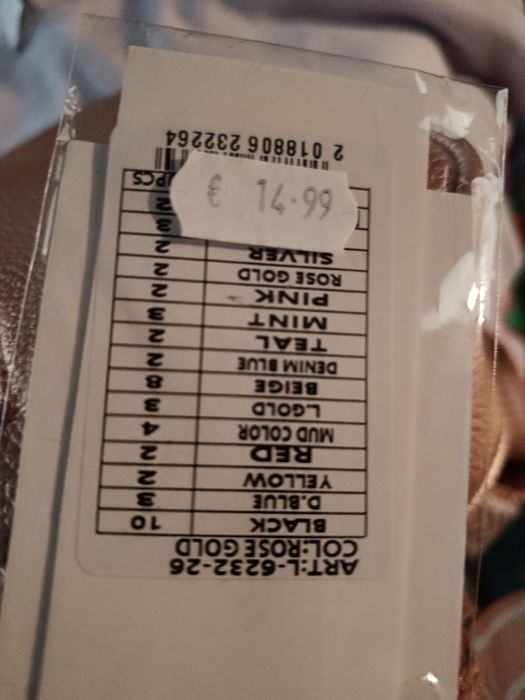 ART:L-6232-26
COL:ROSE GOLD
BLACK 10
D.BLUE 3
YELLOW 2
RED 2
MUD COLOR 4
L.GOLD 3
BEIGE 8
DENIM BLUE 2
TEAL 2
MINT 3
PINK 2
ROSE GOLD 2
SILVER 2
3
2
PCS
€ 14.99
2 018806 232264